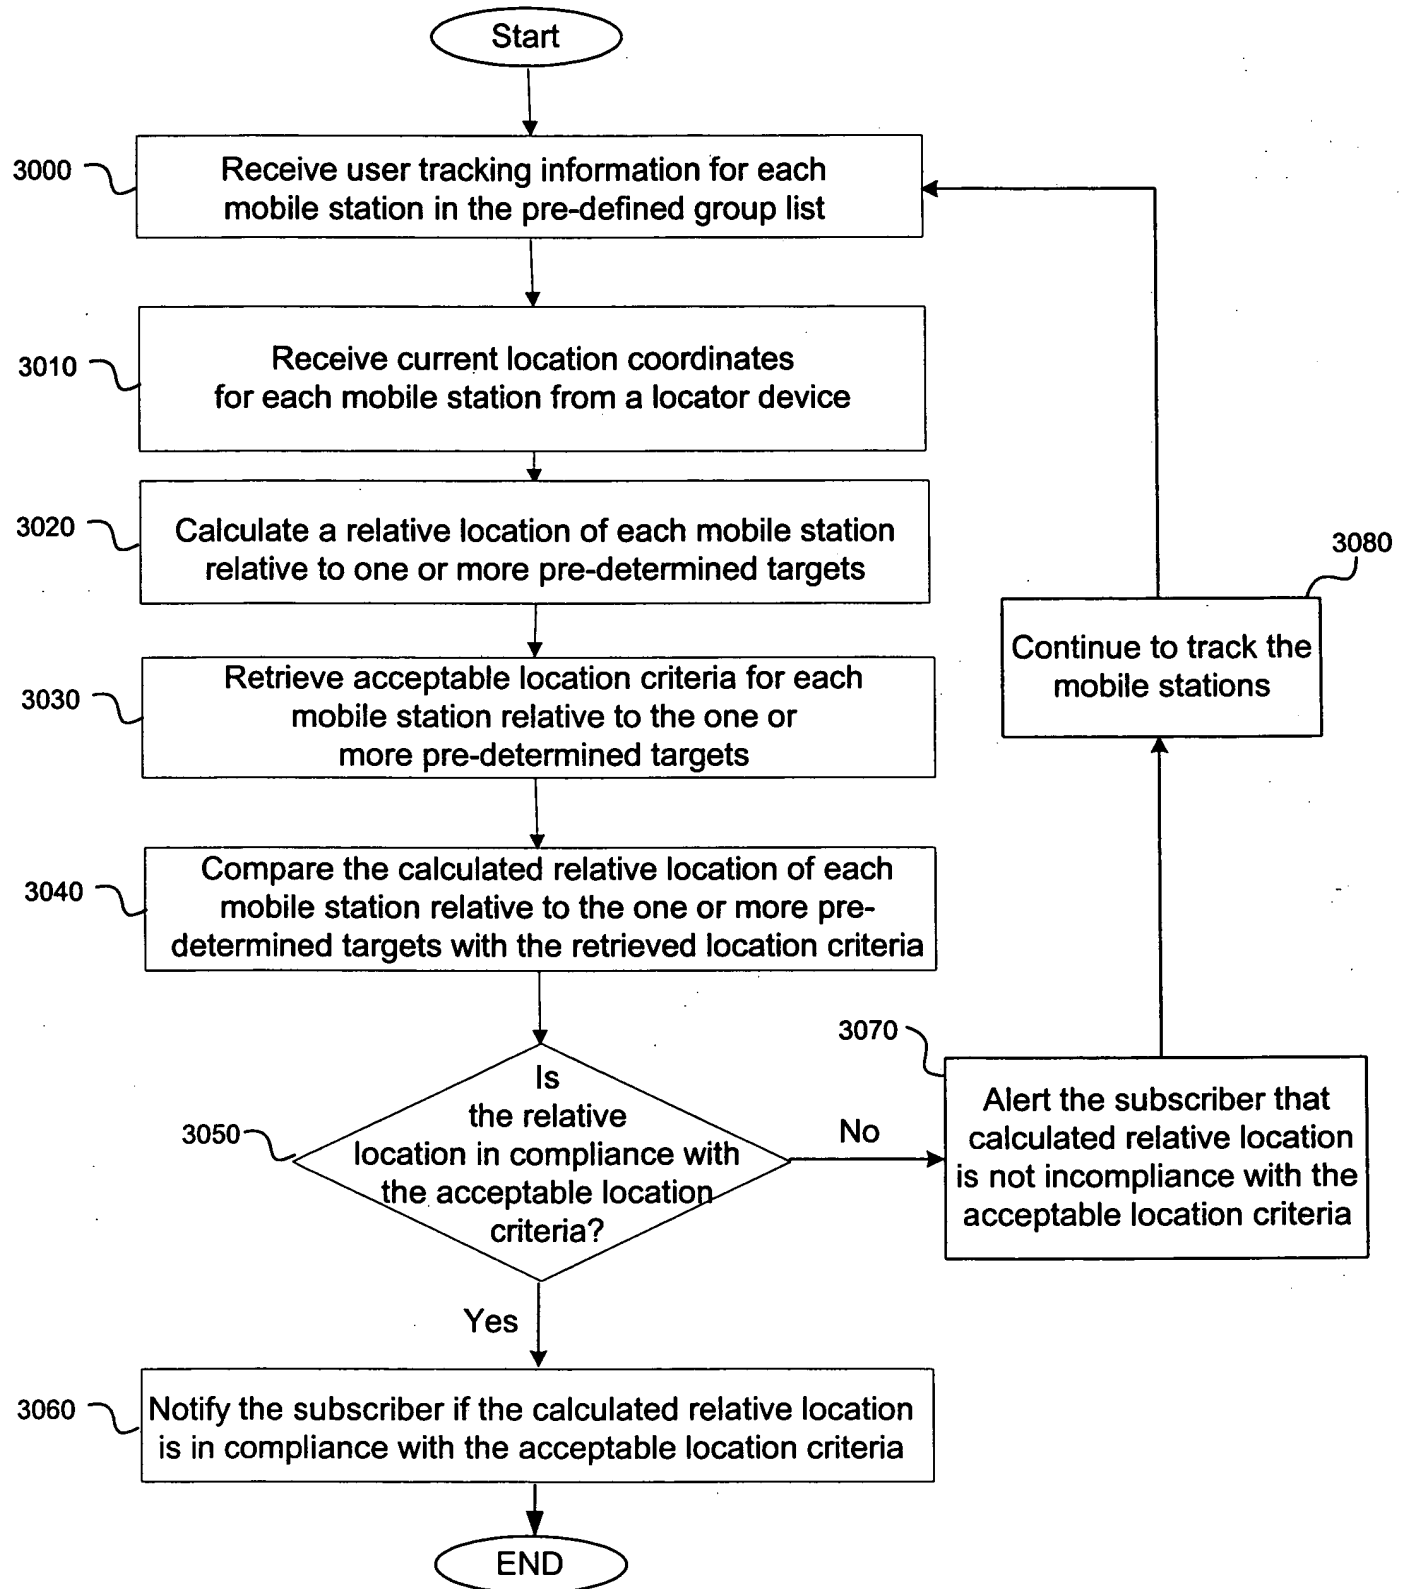 Start
3000
Receive user tracking information for each
mobile station in the pre-defined group list
3010
Receive current location coordinates
for each mobile station from a locator device
3020
Calculate a relative location of each mobile station
relative to one or more pre-determined targets
3080
Continue to track the
mobile stations
3030
Retrieve acceptable location criteria for each
mobile station relative to the one or
more pre-determined targets
3040
Compare the calculated relative location of each
mobile station relative to the one or more pre-
determined targets with the retrieved location criteria
3050
Is
the relative
location in compliance with
the acceptable location
criteria?
No
3070
Alert the subscriber that
calculated relative location
is not incompliance with the
acceptable location criteria
Yes
3060
Notify the subscriber if the calculated relative location
is in compliance with the acceptable location criteria
END